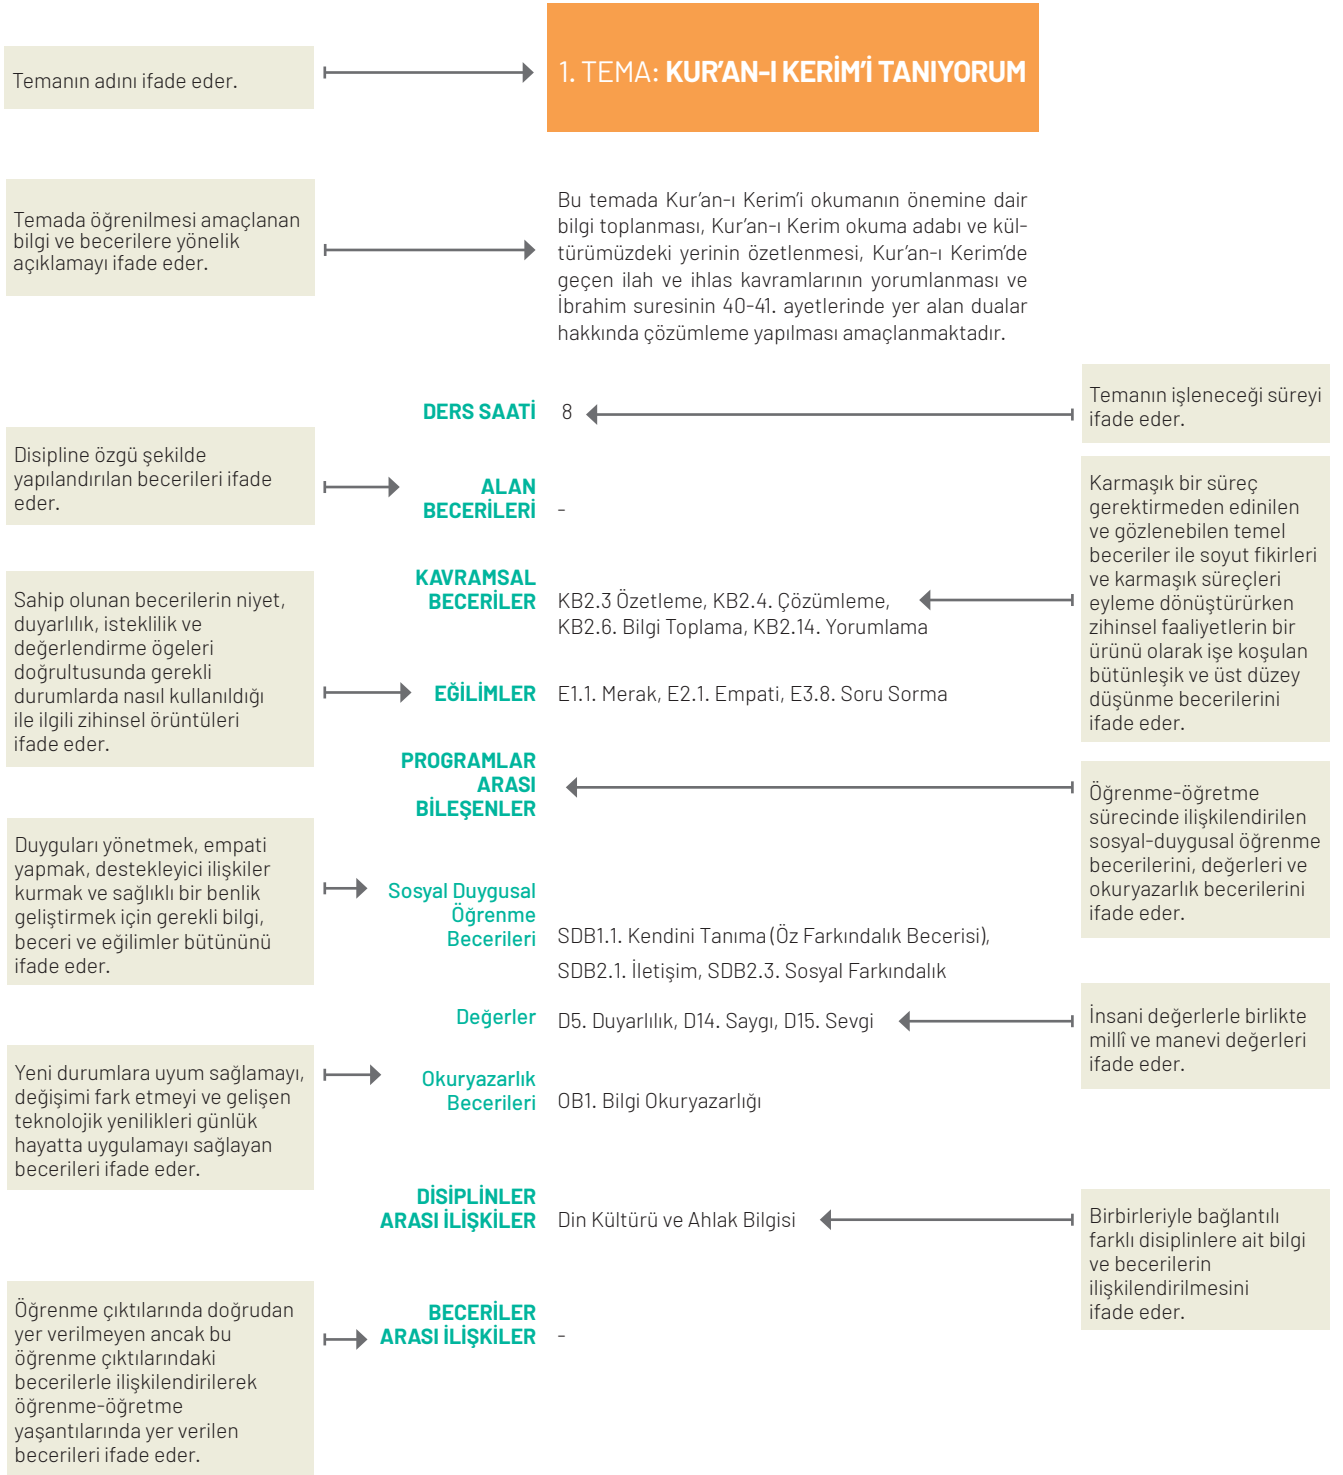 Temanın adını ifade eder.
1. TEMA: KUR’AN-I KERİM’İ TANIYORUM
Temada öğrenilmesi amaçlanan
bilgi ve becerilere yönelik
açıklamayı ifade eder.
Bu temada Kur’an-ı Kerim’i okumanın önemine dair
bilgi toplanması, Kur’an-ı Kerim okuma adabı ve kül-
türümüzdeki yerinin özetlenmesi, Kur’an-ı Kerim’de
geçen ilah ve ihlas kavramlarının yorumlanması ve
İbrahim suresinin 40-41. ayetlerinde yer alan dualar
hakkında çözümleme yapılması amaçlanmaktadır.
DERS SAATİ 8
Temanın işleneceği süreyi
ifade eder.
Disipline özgü şekilde
yapılandırılan becerileri ifade
eder.
ALAN
BECERİLERİ -
Karmaşık bir süreç
gerektirmeden edinilen
ve gözlenebilen temel
beceriler ile soyut fikirleri
ve karmaşık süreçleri
eyleme dönüştürürken
zihinsel faaliyetlerin bir
ürünü olarak işe koşulan
bütünleşik ve üst düzey
düşünme becerilerini
ifade eder.
KAVRAMSAL
BECERİLER
KB2.3 Özetleme, KB2.4. Çözümleme,
KB2.6. Bilgi Toplama, KB2.14. Yorumlama
Sahip olunan becerilerin niyet,
duyarlılık, isteklilik ve
değerlendirme ögeleri
doğrultusunda gerekli
durumlarda nasıl kullanıldığı
ile ilgili zihinsel örüntüleri
ifade eder.
EĞİLİMLER E1.1. Merak, E2.1. Empati, E3.8. Soru Sorma
PROGRAMLAR
ARASI
BİLEŞENLER
Öğrenme-öğretme
sürecinde ilişkilendirilen
sosyal-duygusal öğrenme
becerilerini, değerleri ve
okuryazarlık becerilerini
ifade eder.
Duyguları yönetmek, empati
yapmak, destekleyici ilişkiler
kurmak ve sağlıklı bir benlik
geliştirmek için gerekli bilgi,
beceri ve eğilimler bütününü
ifade eder.
Sosyal Duygusal
Öğrenme
Becerileri
SDB1.1. Kendini Tanıma (Öz Farkındalık Becerisi),
SDB2.1. İletişim, SDB2.3. Sosyal Farkındalık
Değerler D5. Duyarlılık, D14. Saygı, D15. Sevgi
İnsani değerlerle birlikte
millî ve manevi değerleri
ifade eder.
Yeni durumlara uyum sağlamayı,
değişimi fark etmeyi ve gelişen
teknolojik yenilikleri günlük
hayatta uygulamayı sağlayan
becerileri ifade eder.
Okuryazarlık
Becerileri
OB1. Bilgi Okuryazarlığı
DİSİPLİNLER
ARASI İLİŞKİLER Din Kültürü ve Ahlak Bilgisi
Birbirleriyle bağlantılı
farklı disiplinlere ait bilgi
ve becerilerin
ilişkilendirilmesini
ifade eder.
Öğrenme çıktılarında doğrudan
yer verilmeyen ancak bu
öğrenme çıktılarındaki
becerilerle ilişkilendirilerek
öğrenme-öğretme
yaşantılarında yer verilen
becerileri ifade eder.
BECERİLER
ARASI İLİŞKİLER -